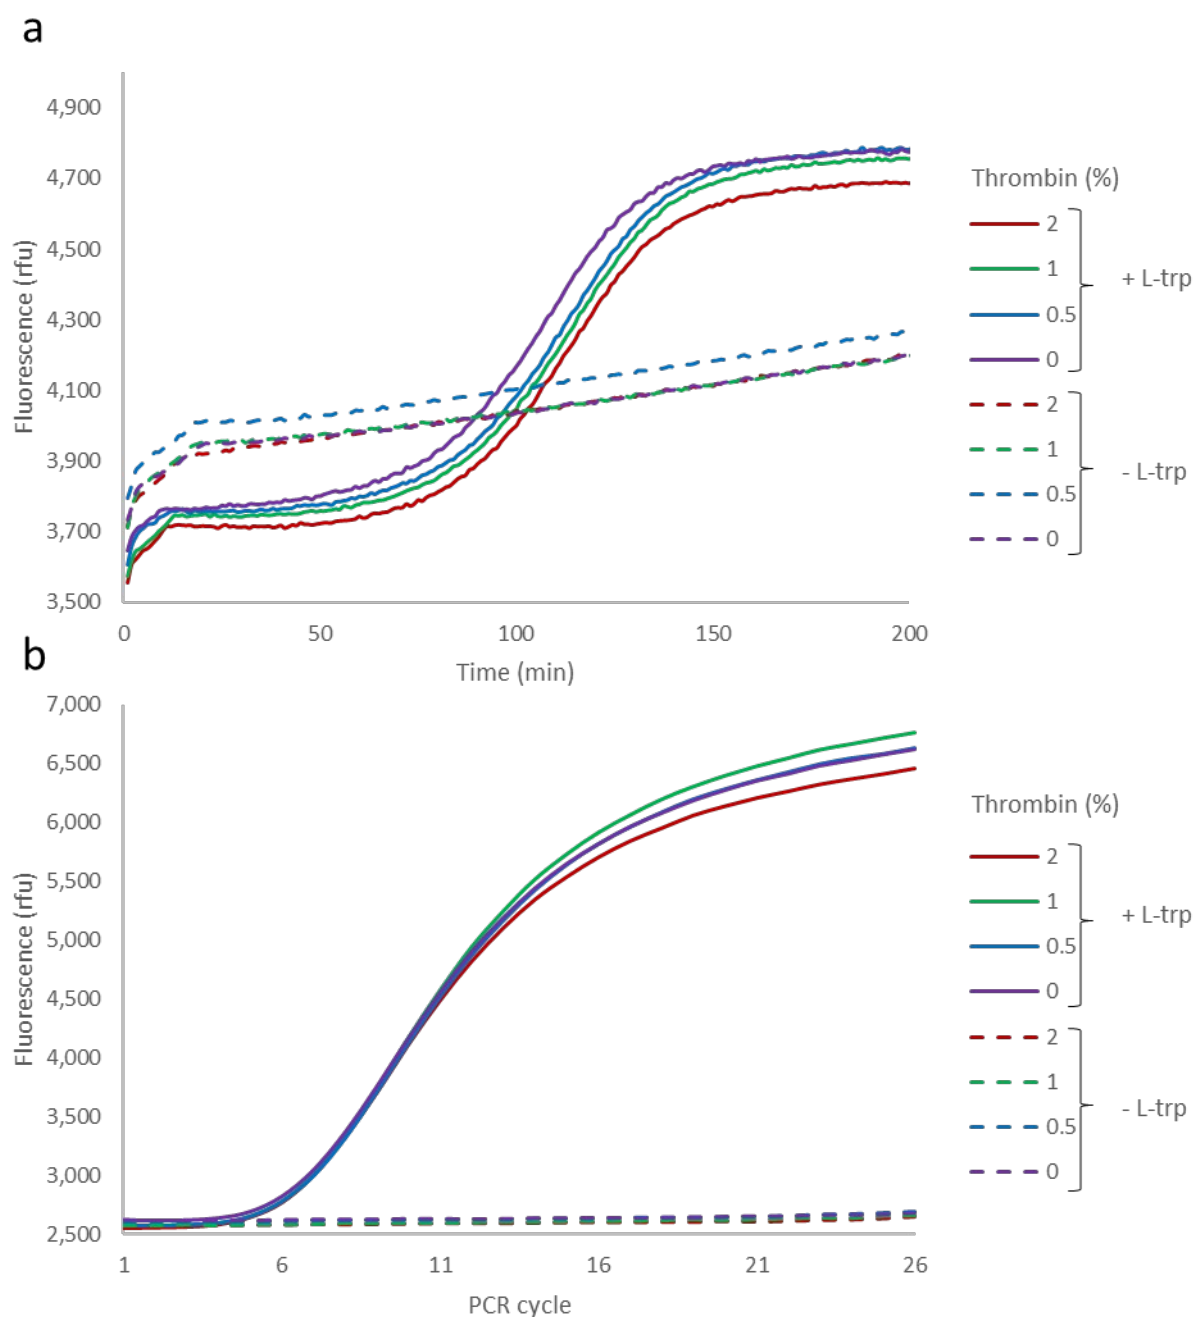 a
4,900
4,700
4,500
4,300
4,100
3,900
3,700
3,500
Fluorescence (rfu)
0 50 100 150 200
Time (min)
Thrombin (%)
2
1
0.5
0
+ L-trp
2
1
0.5
0
- L-trp
b
7,000
6,500
6,000
5,500
5,000
4,500
4,000
3,500
3,000
2,500
Fluorescence (rfu)
1 6 11 16 21 26
PCR cycle
Thrombin (%)
2
1
0.5
0
+ L-trp
2
1
0.5
0
- L-trp